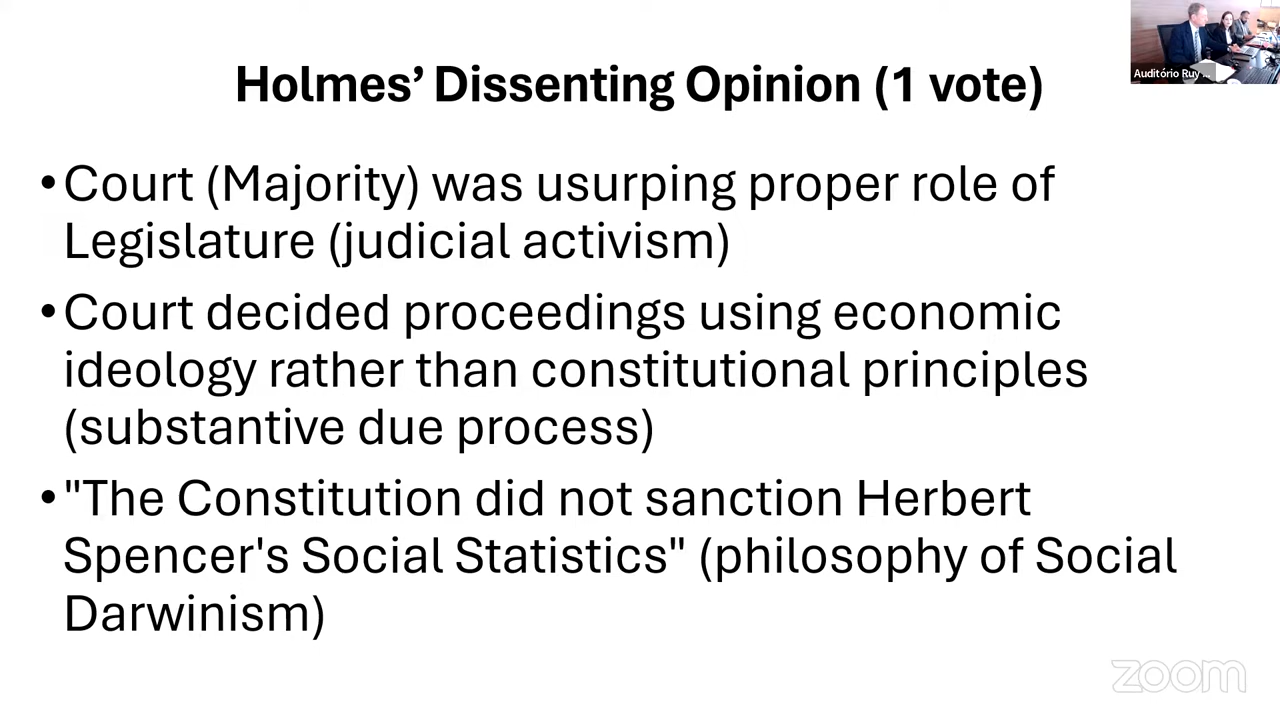 Holmes’ Dissenting Opinion (1 vote)
Auditório Ruy ...
•Court (Majority) was usurping proper role of
Legislature (judicial activism)
•Court decided proceedings using economic
ideology rather than constitutional principles
(substantive due process)
•"The Constitution did not sanction Herbert
Spencer's Social Statistics" (philosophy of Social
Darwinism)
zoom